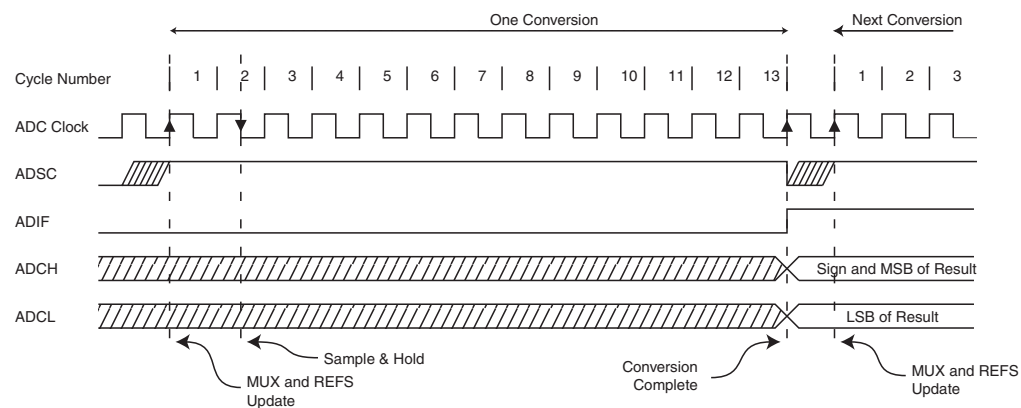 One Conversion
Next Conversion
Cycle Number
1 2 3 4 5 6 7 8 9 10 11 12 13 1 2 3
ADC Clock
ADSC
ADIF
ADCH
Sign and MSB of Result
ADCL
LSB of Result
Sample & Hold
MUX and REFS
Update
Conversion
Complete
MUX and REFS
Update